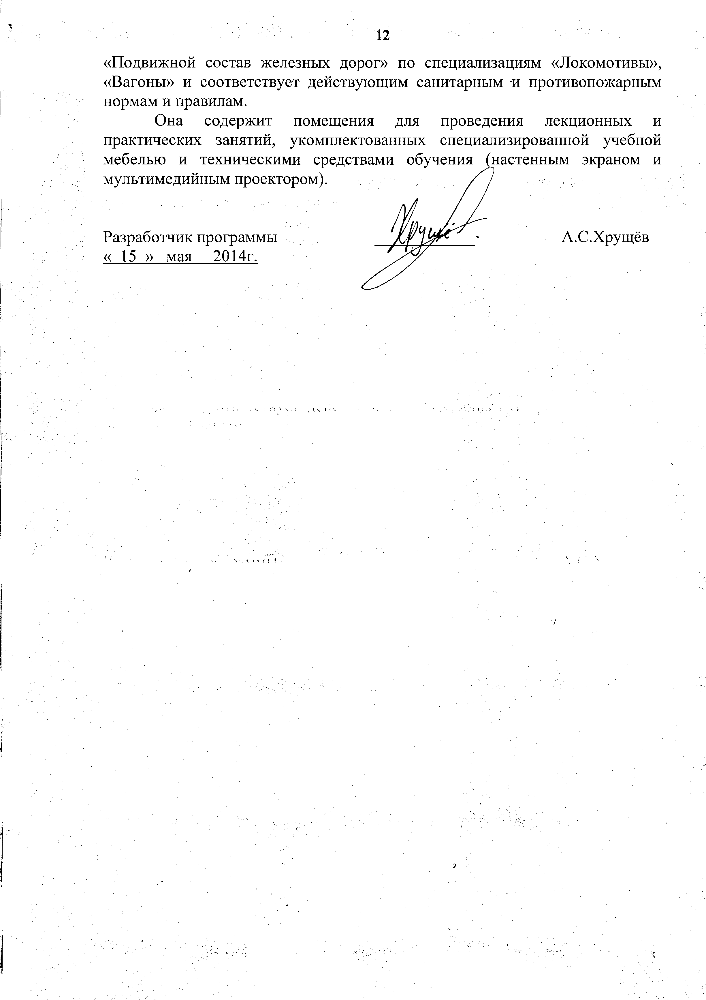 12
«Подвижной состав железных дорог» по специализациям «Локомотивы»,
«Вагоны» и соответствует действующим санитарным и противопожарным
нормам и правилам.
Она содержит помещения для проведения лекционных и
практических занятий, укомплектованных специализированной учебной
мебелью и техническими средствами обучения (настенным экраном и
мультимедийным проектором).
Разработчик программы А.С.Хрущёв
« 15 » мая 2014г.